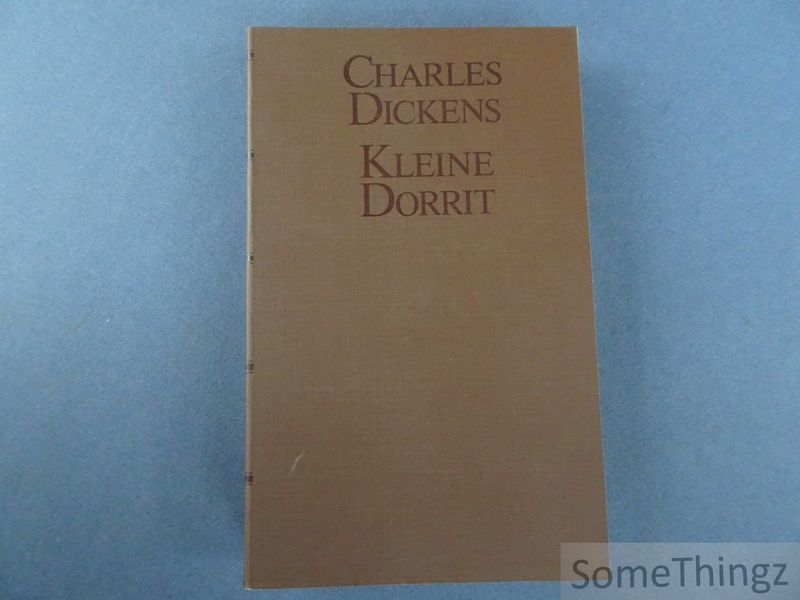 CHARLES
DICKENS
KLEINE
DORRIT
SomeThingz